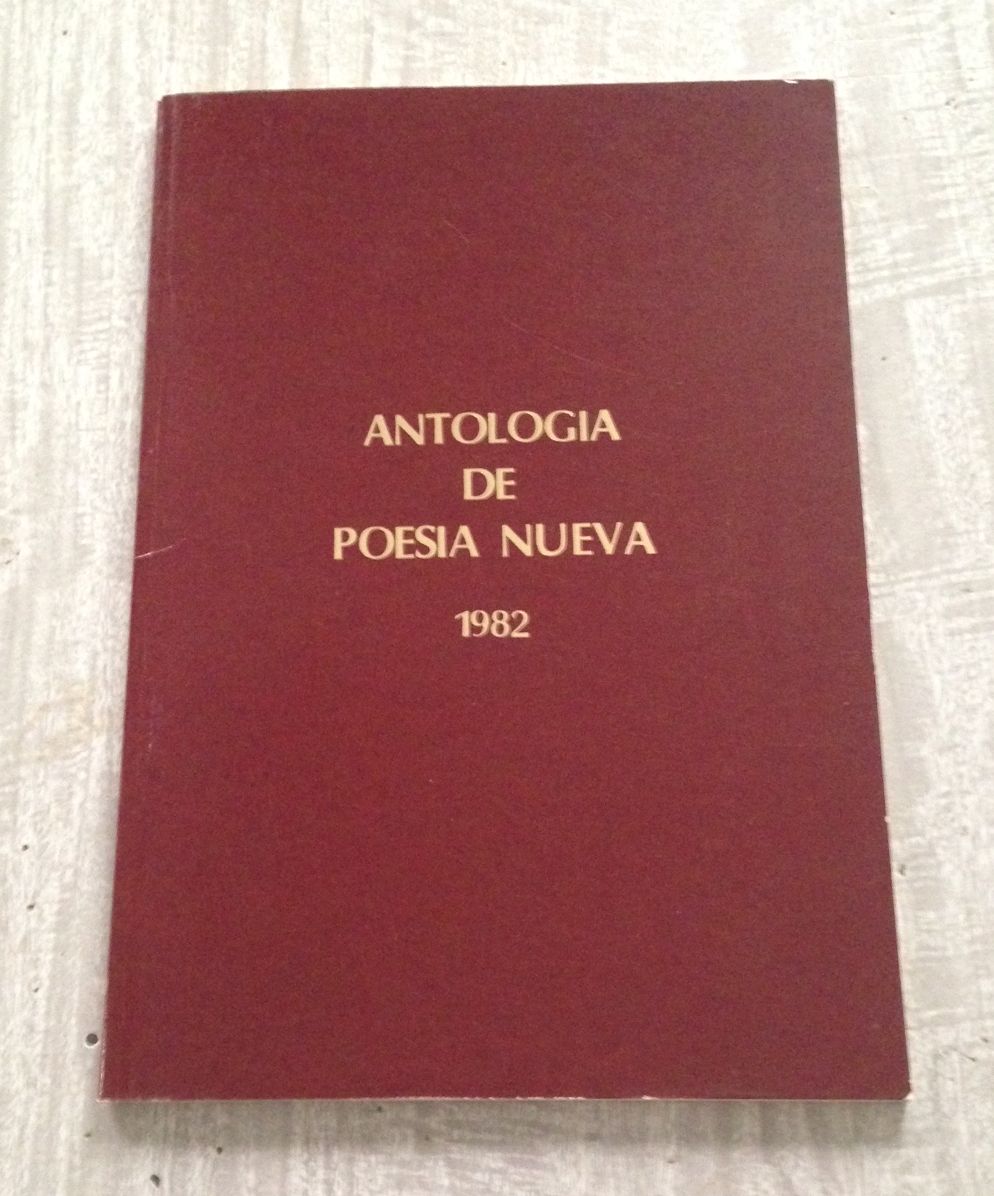 ANTOLOGIA
DE
POESIA NUEVA
1982